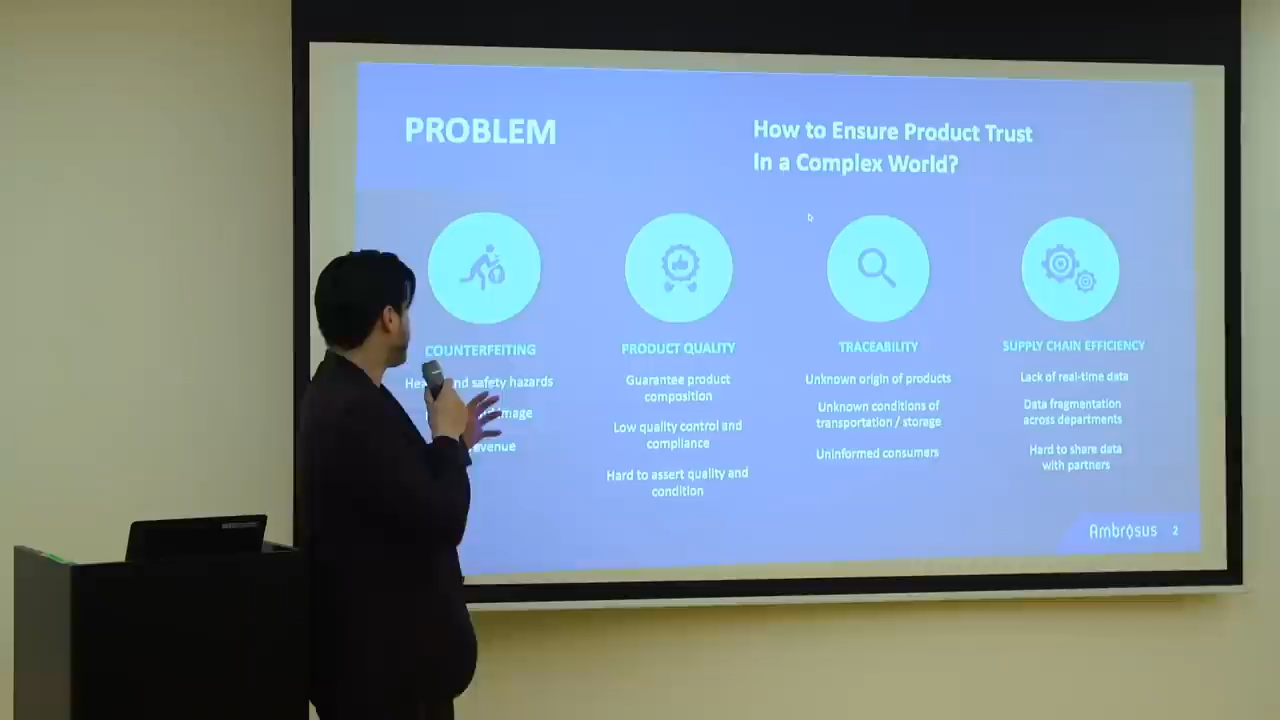 PROBLEM
How to Ensure Product Trust
In a Complex World?
COUNTERFEITING
and safety hazards
image
PRODUCT QUALITY
Guarantee product
composition
Low quality control and
compliance
Hard to assert quality and
condition
TRACEABILITY
Unknown origin of products
Unknown conditions of
transportation / storage
Uninformed consumers
SUPPLY CHAIN EFFICIENCY
Lack of real-time data
Data fragmentation
across departments
Hard to share data
with partners
Ambrosus 2